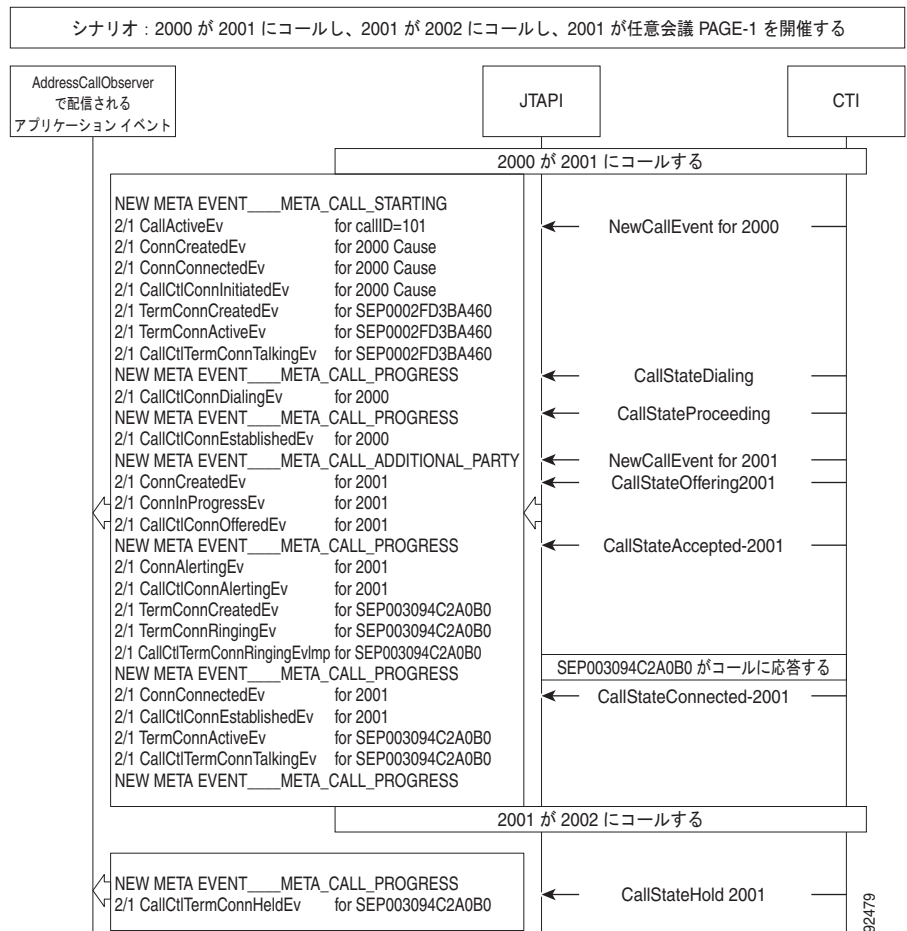 シナリオ：2000 が 2001 にコールし、2001 が 2002 にコールし、2001 が任意会議 PAGE-1 を開催する
AddressCallObserver
で配信される
アプリケーション イベント
JTAPI
CTI
2000 が 2001 にコールする
NEW META EVENT____META_CALL_STARTING
2/1 CallActiveEv for callID=101
NewCallEvent for 2000
2/1 ConnCreatedEv for 2000 Cause
2/1 ConnConnectedEv for 2000 Cause
2/1 CallCtlConnInitiatedEv for 2000 Cause
2/1 TermConnCreatedEv for SEP0002FD3BA460
2/1 TermConnActiveEv for SEP0002FD3BA460
2/1 CallCtlTermConnTalkingEv for SEP0002FD3BA460
NEW META EVENT____META_CALL_PROGRESS
CallStateDialing
2/1 CallCtlConnDialingEv for 2000
NEW META EVENT____META_CALL_PROGRESS
CallStateProceeding
2/1 CallCtlConnEstablishedEv for 2000
NEW META EVENT____META_CALL_ADDITIONAL_PARTY
NewCallEvent for 2001
2/1 ConnCreatedEv for 2001
CallStateOffering2001
2/1 ConnInProgressEv for 2001
2/1 CallCtlConnOfferedEv for 2001
NEW META EVENT____META_CALL_PROGRESS
CallStateAccepted-2001
2/1 ConnAlertingEv for 2001
2/1 CallCtlConnAlertingEv for 2001
2/1 TermConnCreatedEv for SEP003094C2A0B0
2/1 TermConnRingingEv for SEP003094C2A0B0
2/1 CallCtlTermConnRingingEvImp for SEP003094C2A0B0
SEP003094C2A0B0 がコールに応答する
NEW META EVENT____META_CALL_PROGRESS
2/1 ConnConnectedEv for 2001
CallStateConnected-2001
2/1 CallCtlConnEstablishedEv for 2001
2/1 TermConnActiveEv for SEP003094C2A0B0
2/1 CallCtlTermConnTalkingEv for SEP003094C2A0B0
NEW META EVENT____META_CALL_PROGRESS
2001 が 2002 にコールする
NEW META EVENT____META_CALL_PROGRESS
CallStateHold 2001
2/1 CallCtlTermConnHeldEv for SEP003094C2A0B0
92479